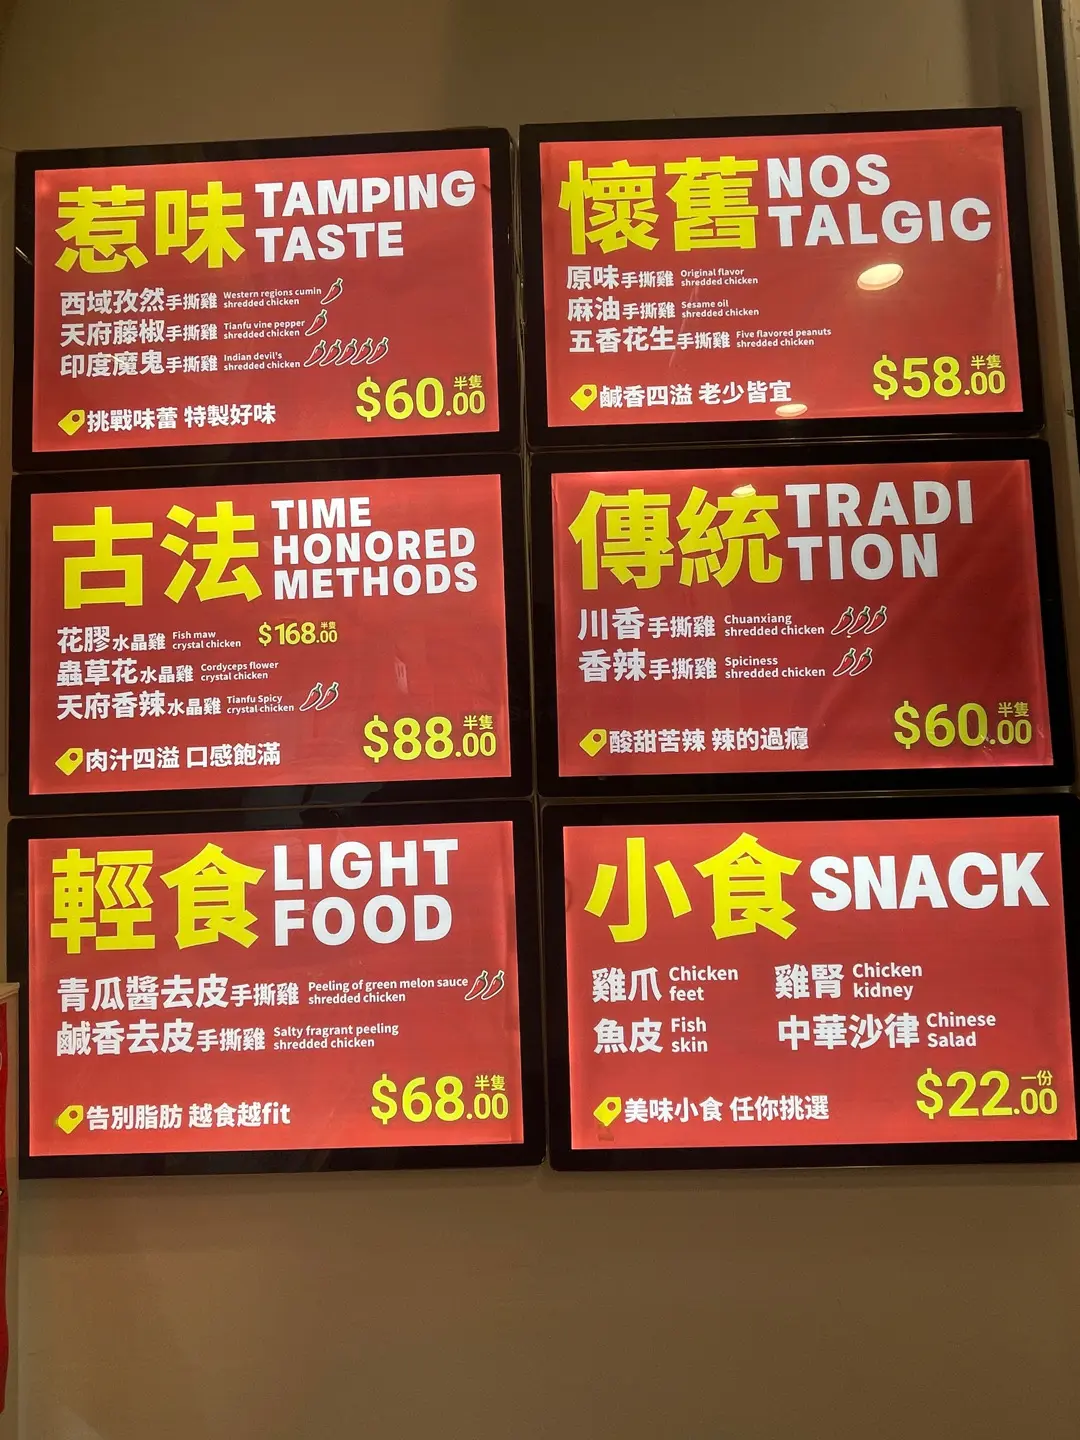 惹味 TAMPING
TASTE
西域孜然手撕雞 Western regions cumin
shredded chicken
天府藤椒手撕雞 Tianfu vine pepper
shredded chicken
印度魔鬼手撕雞 Indian devil's
shredded chicken
挑戰味蕾 特製好味
$60.00 半隻
懷舊 NOS
TALGIC
原味手撕雞 Original flavor
shredded chicken
麻油手撕雞 Sesame oil
shredded chicken
五香花生手撕雞 Five flavored peanuts
shredded chicken
鹹香四溢 老少皆宜
$58.00 半隻
古法 TIME
HONORED
METHODS
花膠水晶雞 Fish maw
crystal chicken
$168.00 半隻
蟲草花水晶雞 Cordyceps flower
crystal chicken
天府香辣水晶雞 Tianfu Spicy
crystal chicken
肉汁四溢 口感飽滿
$88.00 半隻
傳統 TRADI
TION
川香手撕雞 Chuanxiang
shredded chicken
香辣手撕雞 Spiciness
shredded chicken
酸甜苦辣 辣的過癮
$60.00 半隻
輕食 LIGHT
FOOD
青瓜醬去皮手撕雞 Peeling of green melon sauce
shredded chicken
鹹香去皮手撕雞 Salty fragrant peeling
shredded chicken
告別脂肪 越食越fit
$68.00 半隻
小食 SNACK
雞爪 Chicken
feet
雞腎 Chicken
kidney
魚皮 Fish
skin
中華沙律 Chinese
Salad
美味小食 任你挑選
$22.00 一份